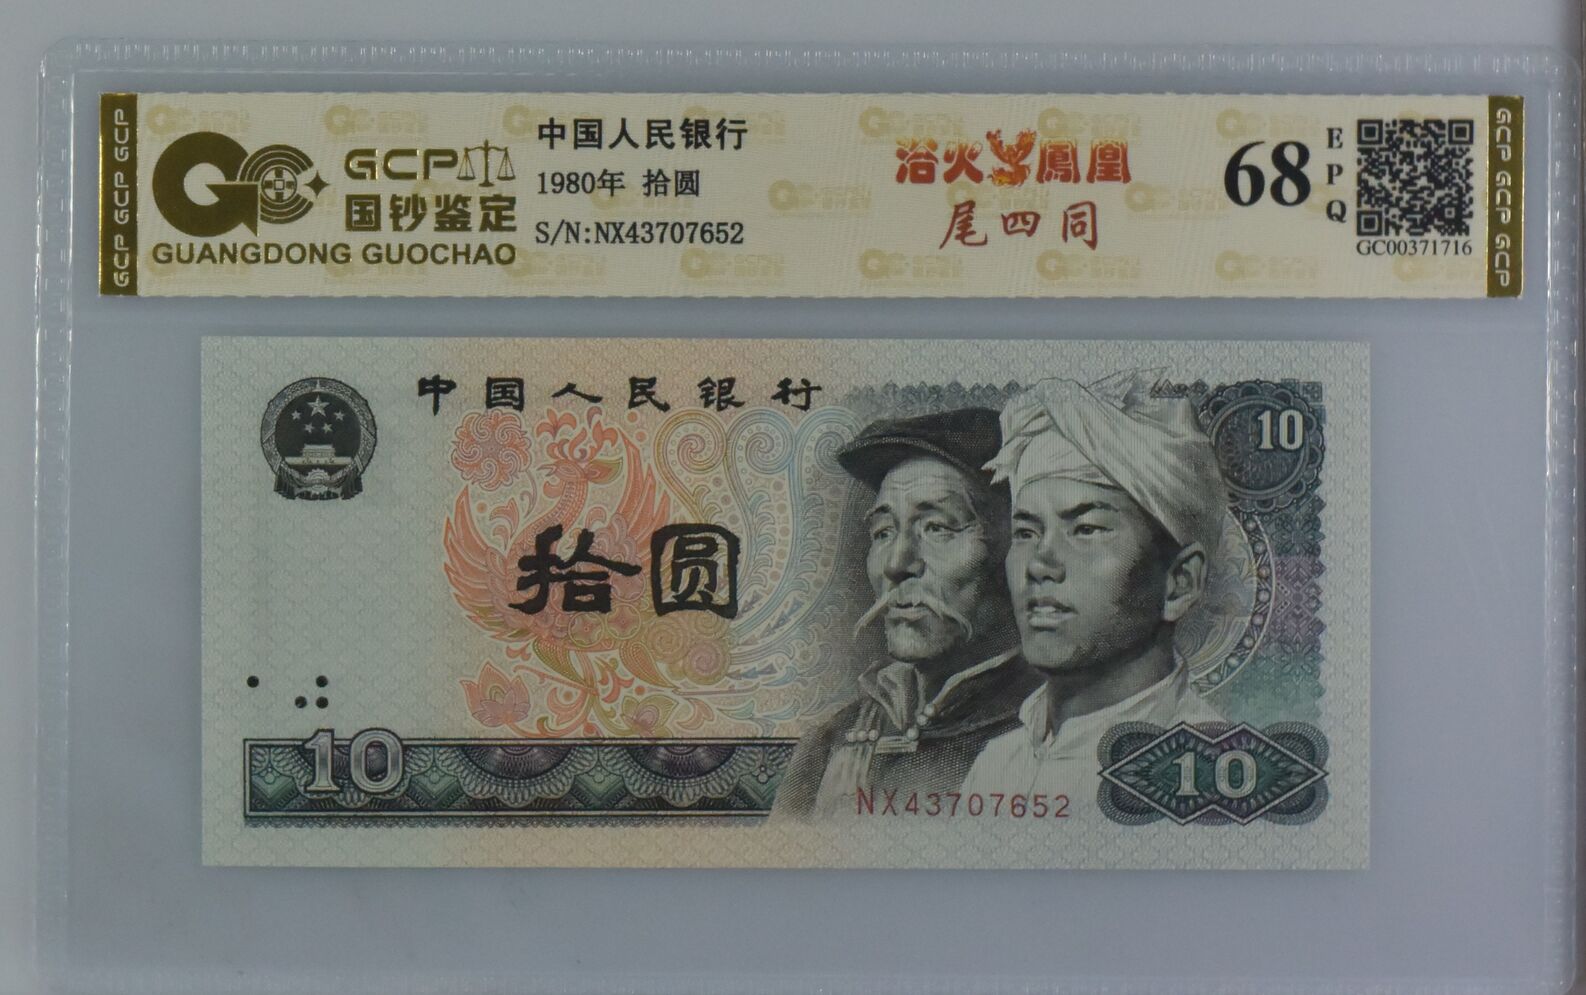 GCP GCP GCP
GCP
国钞鉴定
GUANGDONG GUOCHAO
中国人民银行
1980年 拾圆
S/N:NX43707652
浴火鳳凰
尾四同
68
EPQ
GC00371716
GCP GCP GCP
中国人民银行
10
拾圆
10
NX43707652
10